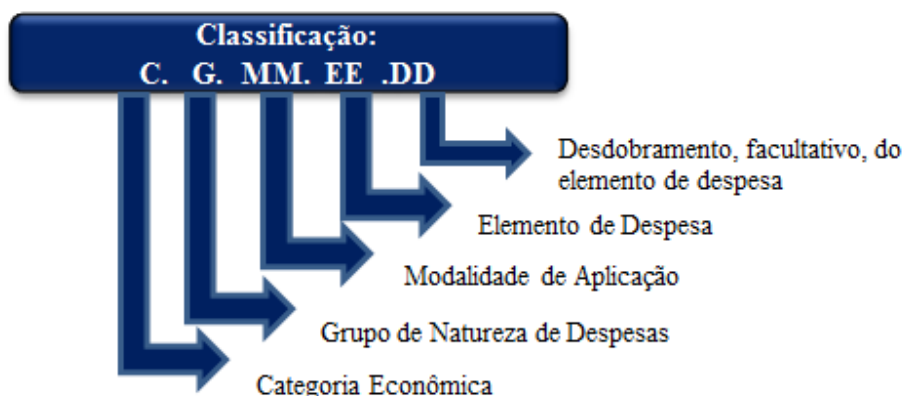 Classificação:
C. G. MM. EE .DD
Desdobramento, facultativo, do
elemento de despesa
Elemento de Despesa
Modalidade de Aplicação
Grupo de Natureza de Despesas
Categoria Econômica